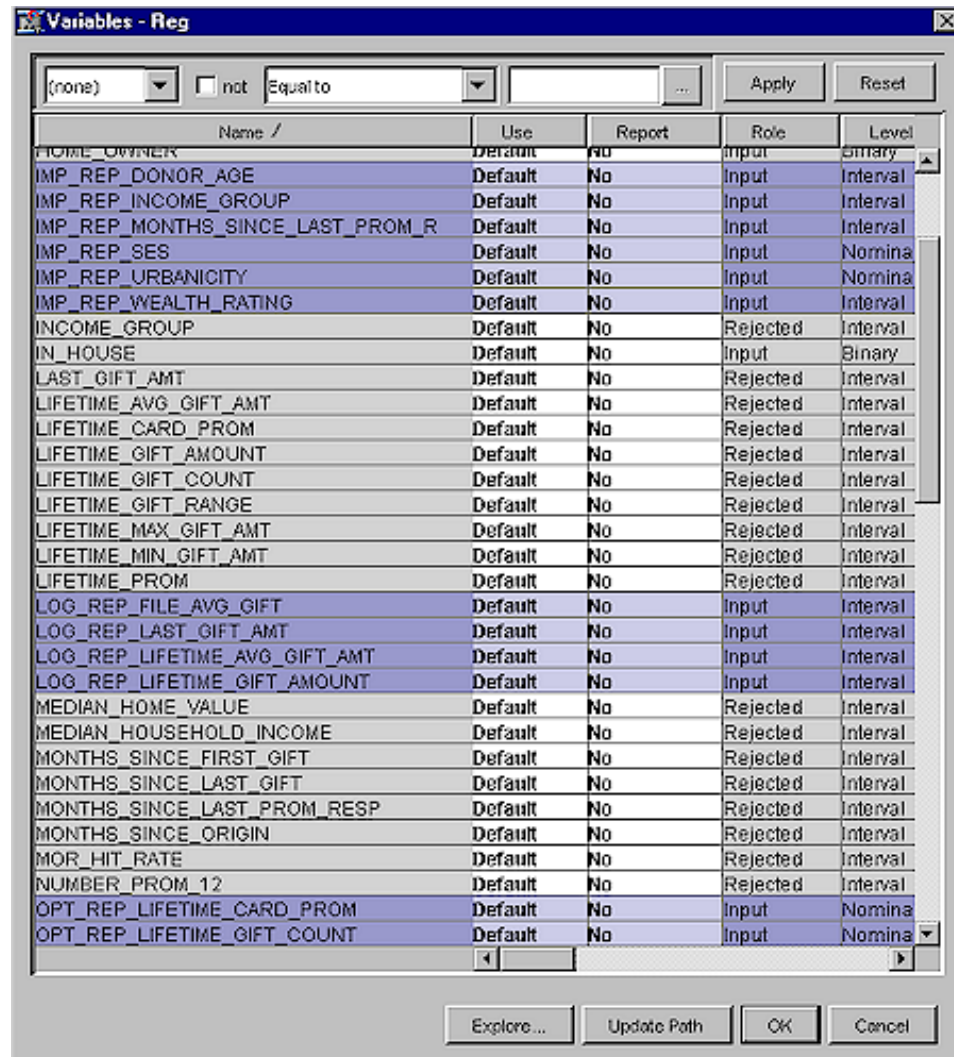 Variables - Reg
(none) not Equal to ... Apply Reset
Name / Use Report Role Level
HOME_OWNER Default No Input Binary
IMP_REP_DONOR_AGE Default No Input Interval
IMP_REP_INCOME_GROUP Default No Input Interval
IMP_REP_MONTHS_SINCE_LAST_PROM_R Default No Input Interval
IMP_REP_SES Default No Input Nomina
IMP_REP_URBANICITY Default No Input Nomina
IMP_REP_WEALTH_RATING Default No Input Interval
INCOME_GROUP Default No Rejected Interval
IN_HOUSE Default No Input Binary
LAST_GIFT_AMT Default No Rejected Interval
LIFETIME_AVG_GIFT_AMT Default No Rejected Interval
LIFETIME_CARD_PROM Default No Rejected Interval
LIFETIME_GIFT_AMOUNT Default No Rejected Interval
LIFETIME_GIFT_COUNT Default No Rejected Interval
LIFETIME_GIFT_RANGE Default No Rejected Interval
LIFETIME_MAX_GIFT_AMT Default No Rejected Interval
LIFETIME_MIN_GIFT_AMT Default No Rejected Interval
LIFETIME_PROM Default No Rejected Interval
LOG_REP_FILE_AVG_GIFT Default No Input Interval
LOG_REP_LAST_GIFT_AMT Default No Input Interval
LOG_REP_LIFETIME_AVG_GIFT_AMT Default No Input Interval
LOG_REP_LIFETIME_GIFT_AMOUNT Default No Input Interval
MEDIAN_HOME_VALUE Default No Rejected Interval
MEDIAN_HOUSEHOLD_INCOME Default No Rejected Interval
MONTHS_SINCE_FIRST_GIFT Default No Rejected Interval
MONTHS_SINCE_LAST_GIFT Default No Rejected Interval
MONTHS_SINCE_LAST_PROM_RESP Default No Rejected Interval
MONTHS_SINCE_ORIGIN Default No Rejected Interval
MOR_HIT_RATE Default No Rejected Interval
NUMBER_PROM_12 Default No Rejected Interval
OPT_REP_LIFETIME_CARD_PROM Default No Input Nomina
OPT_REP_LIFETIME_GIFT_COUNT Default No Input Nomina
Explore... Update Path OK Cancel